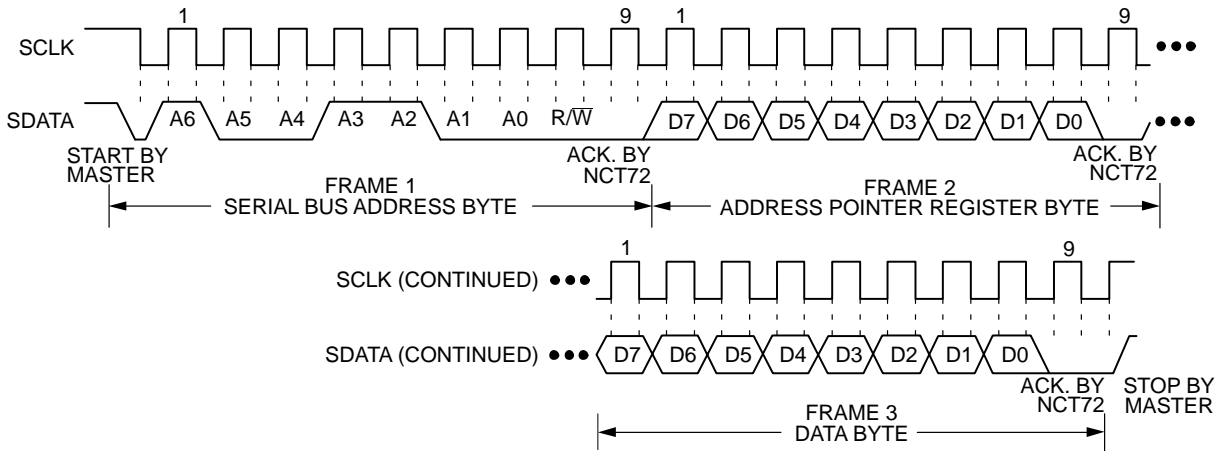 1 9 1 9
SCLK
SDATA A6 A5 A4 A3 A2 A1 A0 R/W̅ D7 D6 D5 D4 D3 D2 D1 D0
START BY MASTER
ACK. BY NCT72
ACK. BY NCT72
FRAME 1
SERIAL BUS ADDRESS BYTE
FRAME 2
ADDRESS POINTER REGISTER BYTE
1 9
SCLK (CONTINUED)
SDATA (CONTINUED) D7 D6 D5 D4 D3 D2 D1 D0
ACK. BY NCT72
STOP BY MASTER
FRAME 3
DATA BYTE